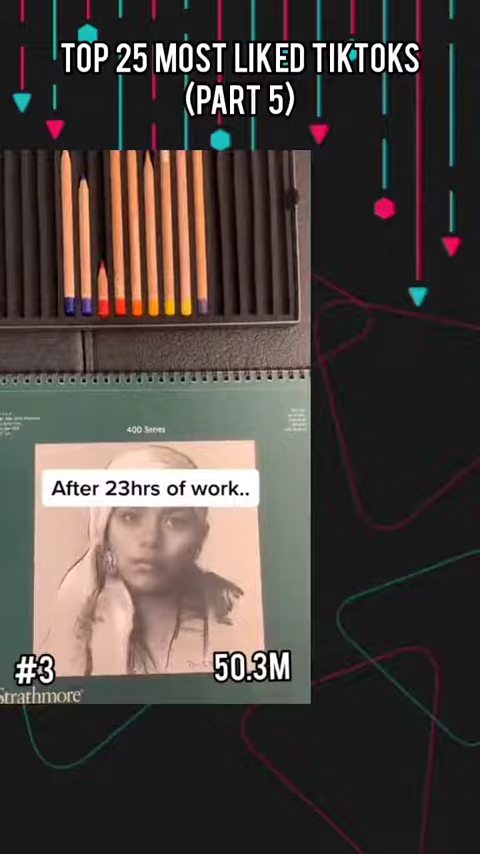 TOP 25 MOST LIKED TIKTOKS
(PART 5)
400 Series
After 23hrs of work..
#3
50.3M
Strathmore